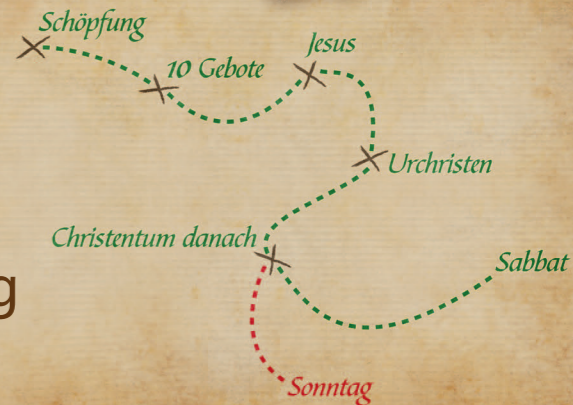 Schöpfung
Jesus
10 Gebote
Urchristen
Christentum danach
Sabbat
g
Sonntag